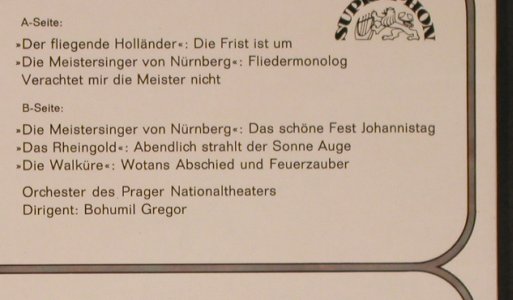 SUPRAPHON
A-Seite:
»Der fliegende Holländer«: Die Frist ist um
»Die Meistersinger von Nürnberg«: Fliedermonolog
Verachtet mir die Meister nicht
B-Seite:
»Die Meistersinger von Nürnberg«: Das schöne Fest Johannistag
»Das Rheingold«: Abendlich strahlt der Sonne Auge
»Die Walküre«: Wotans Abschied und Feuerzauber
Orchester des Prager Nationaltheaters
Dirigent: Bohumil Gregor